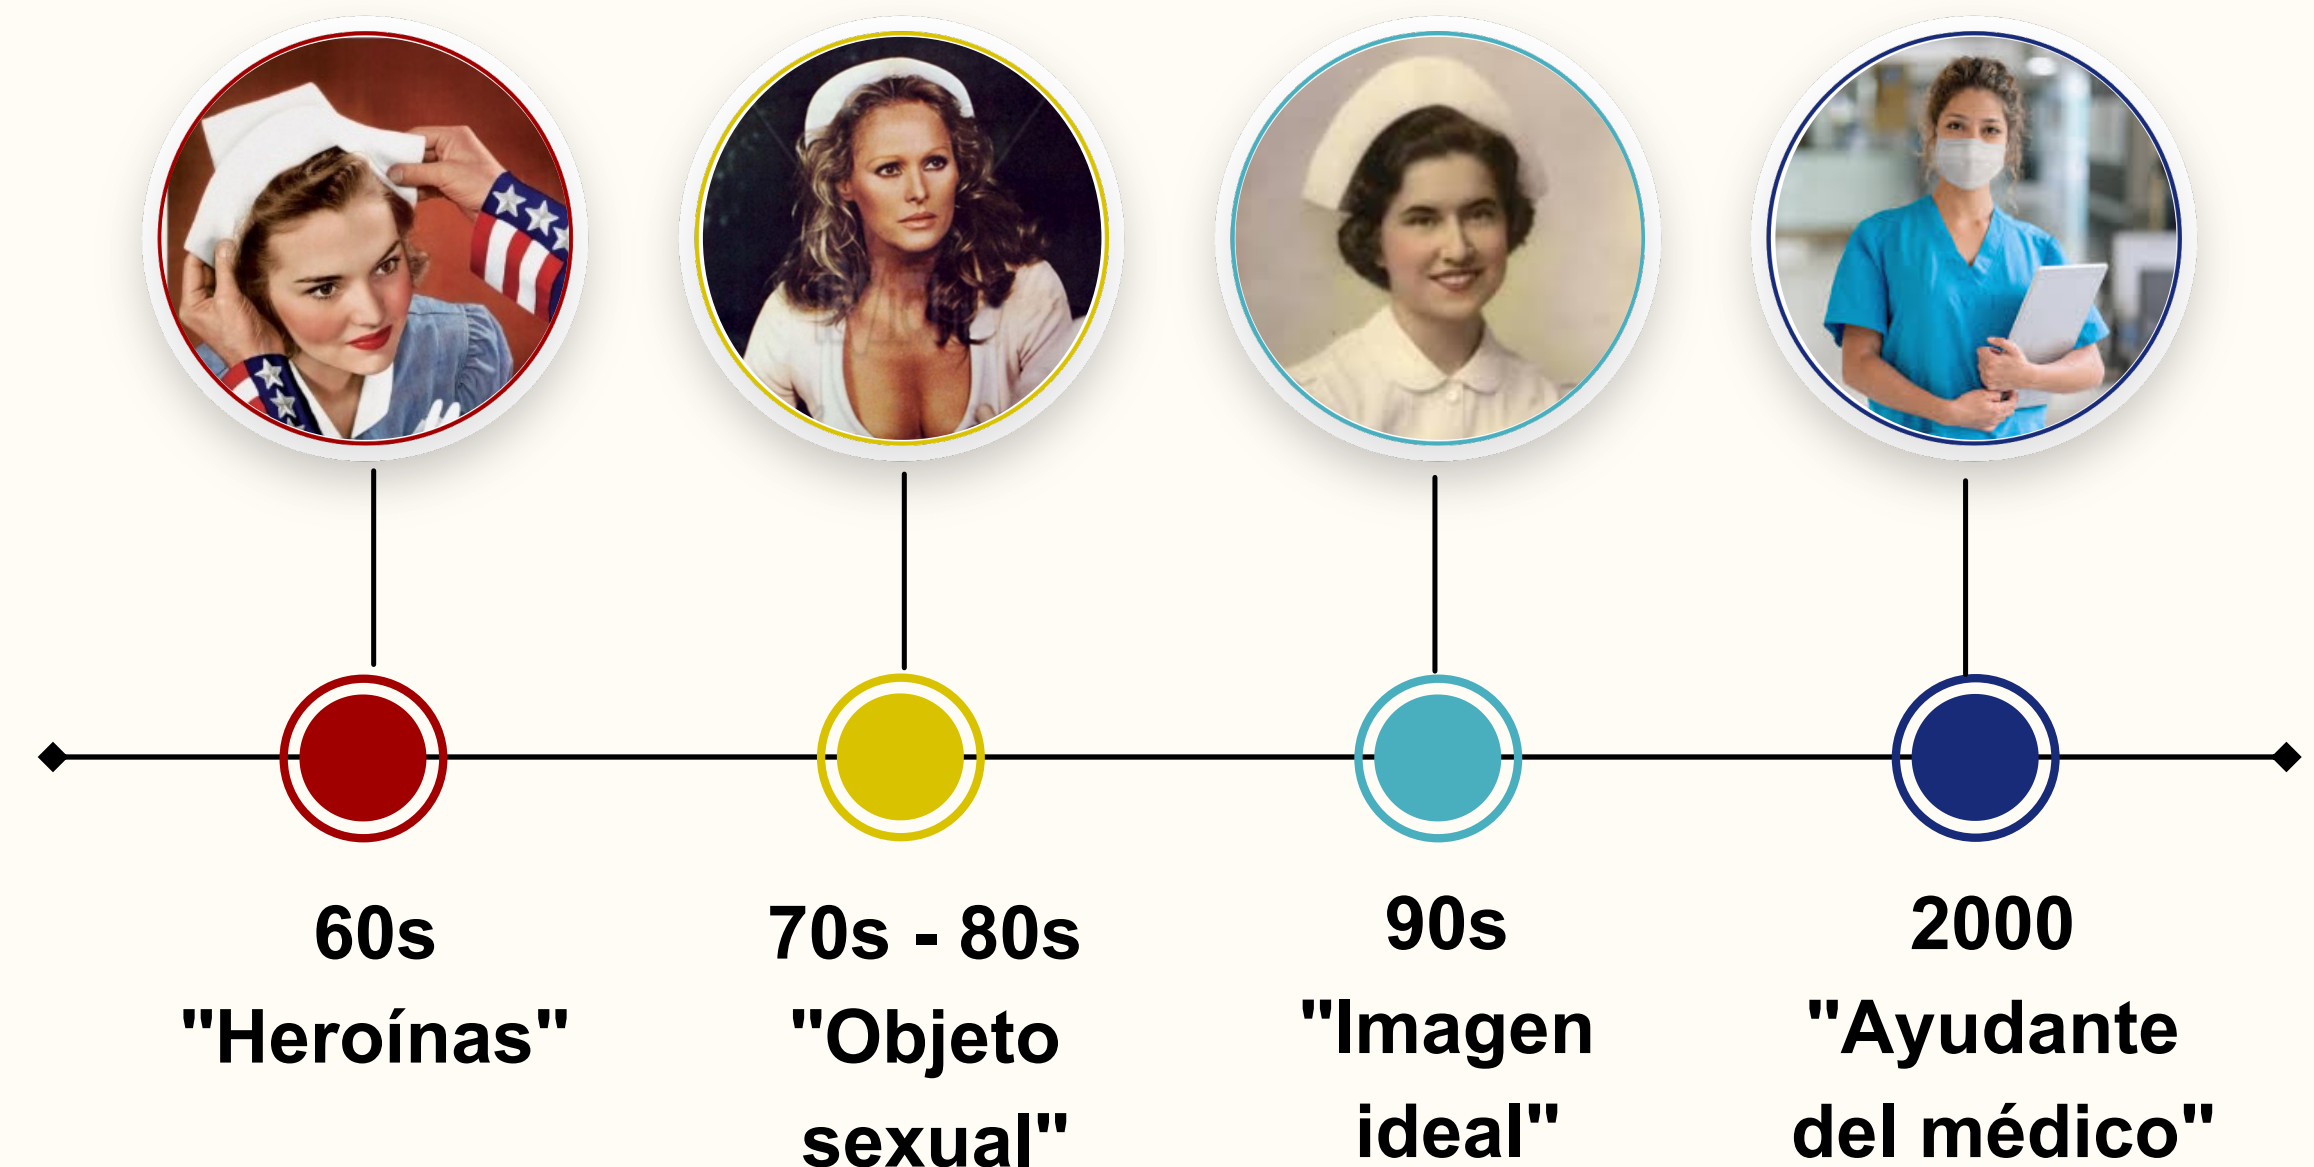 60s
"Heroínas"
70s - 80s
"Objeto
sexual"
90s
"Imagen
ideal"
2000
"Ayudante
del médico"